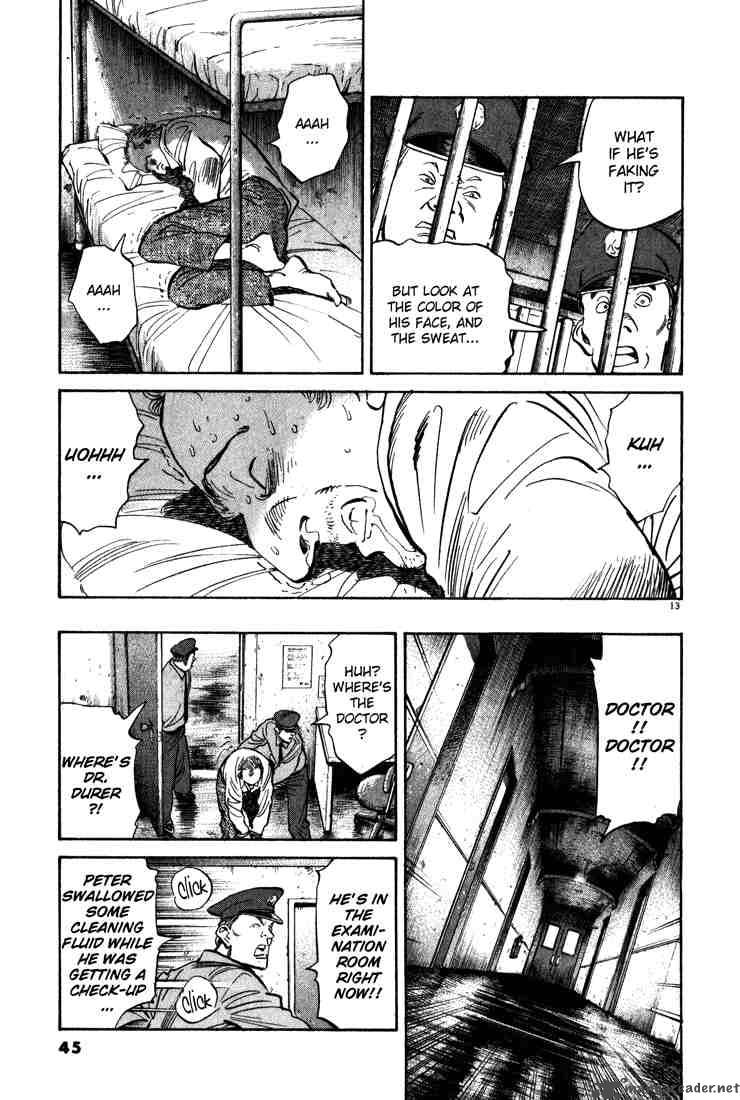 WHAT
IF HE'S
FAKING
IT?
BUT LOOK AT
THE COLOR OF
HIS FACE, AND
THE SWEAT...
AAAH
...
AAAH
...
KUH
...
UOHHH
...
13
DOCTOR
!!
DOCTOR
!!
HUH?
WHERE'S
THE
DOCTOR
?
WHERE'S
DR.
DURER
?!
HE'S IN
THE
EXAMI-
NATION
ROOM
RIGHT
NOW!!
click
click
PETER
SWALLOWED
SOME
CLEANING
FLUID WHILE
HE WAS
GETTING A
CHECK-UP
...
45